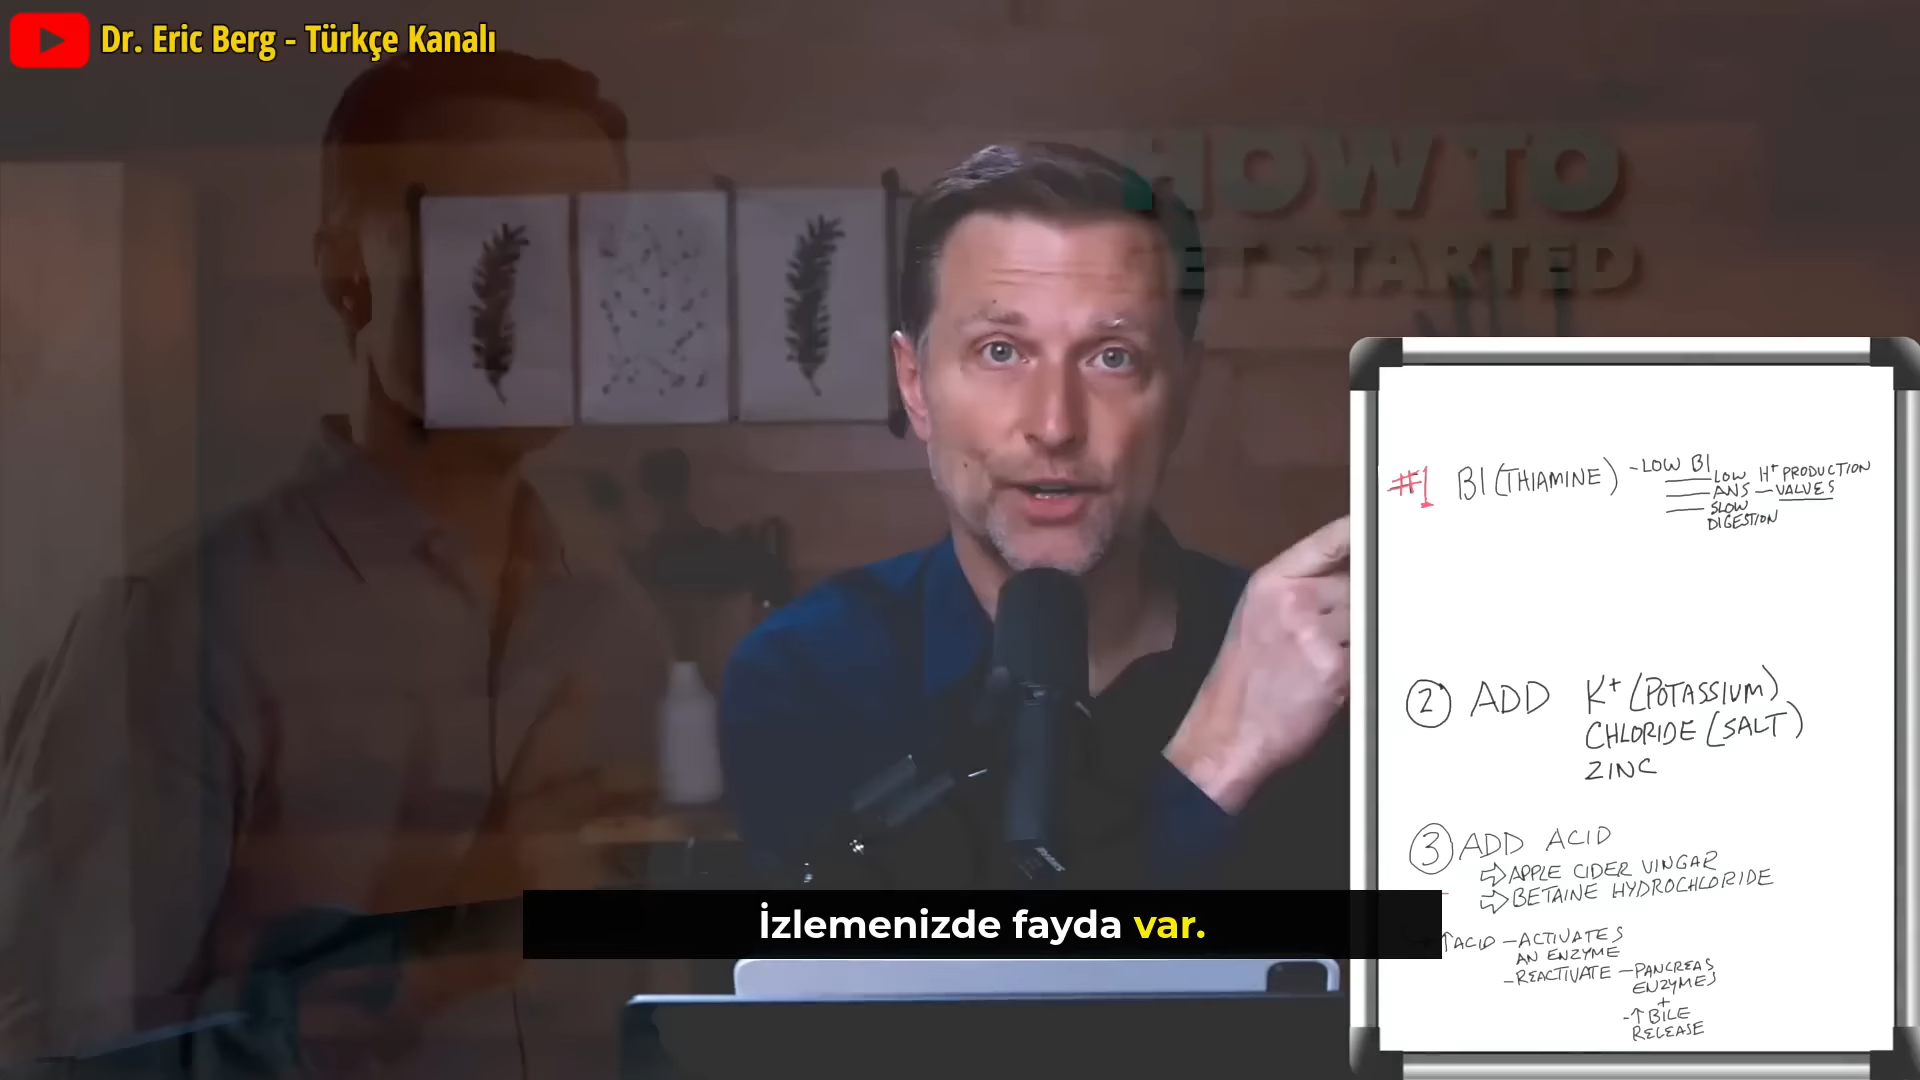 Dr. Eric Berg - Türkçe Kanalı
HOW TO
ET STARTED
#1 B1 (THIAMINE) - LOW B1
LOW H+ PRODUCTION
ANS - VALVES
SLOW
DIGESTION
② ADD K+ (POTASSIUM)
CHLORIDE (SALT)
ZINC
③ ADD ACID
⇨ APPLE CIDER VINGAR
⇨ BETAINE HYDROCHLORIDE
↑ ACID - ACTIVATES
AN ENZYME
- REACTIVATE - PANCREAS
ENZYMES
+
- ↑ BILE
RELEASE
İzlemenizde fayda var.